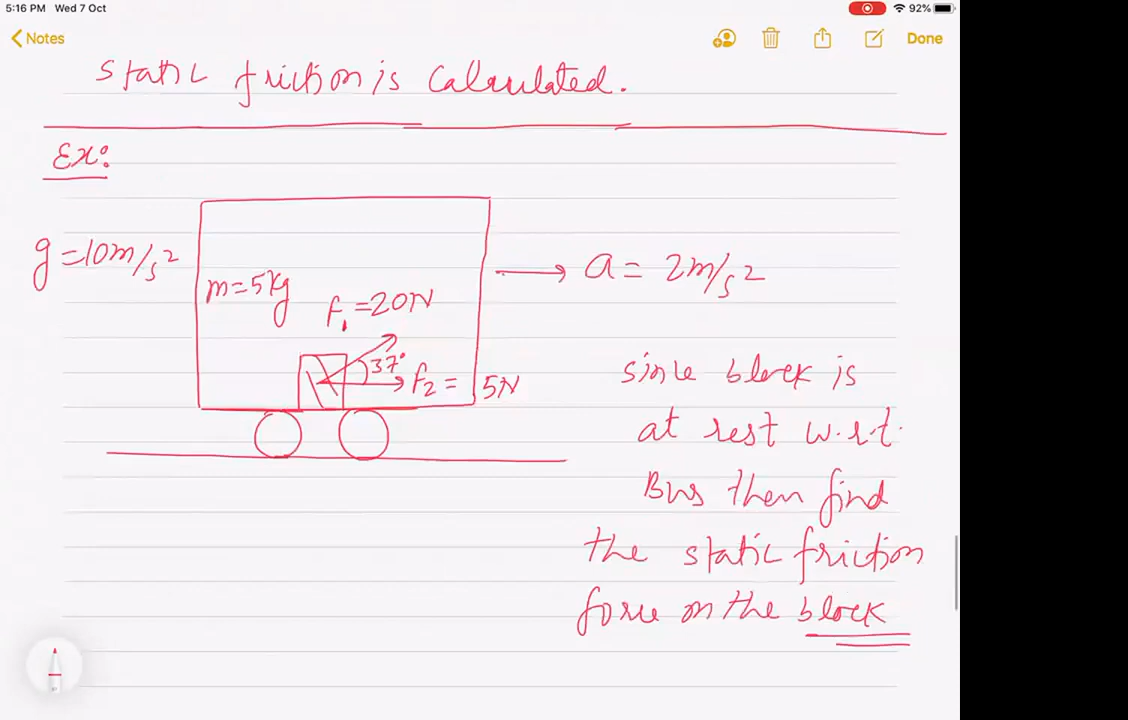 5:16 PM Wed 7 Oct
92%
Notes
Done
static friction is calculated.
Ex:
g=10m/s²
a = 2m/s²
m=5kg
f₁=20N
37°
f₂ = 5N
since block is
at rest w.r.t.
Bus then find
the static friction
force on the block